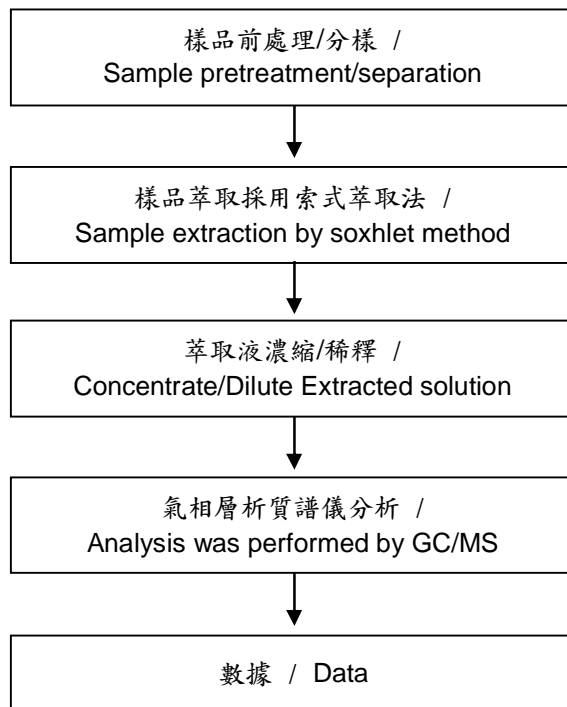 樣品前處理/分樣 /
Sample pretreatment/separation
樣品萃取採用索式萃取法 /
Sample extraction by soxhlet method
萃取液濃縮/稀釋 /
Concentrate/Dilute Extracted solution
氣相層析質譜儀分析 /
Analysis was performed by GC/MS
數據 / Data